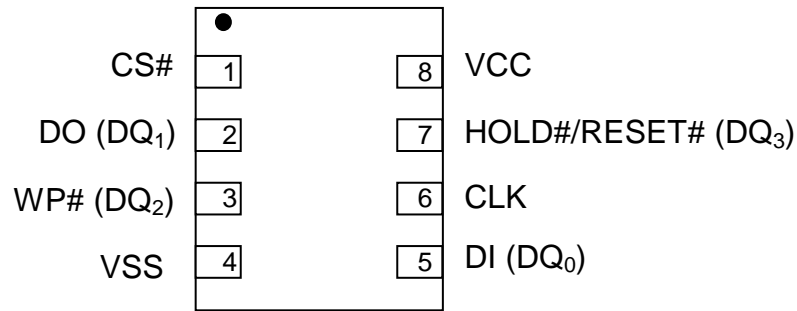 CS# 1 8 VCC
DO (DQ₁) 2 7 HOLD#/RESET# (DQ₃)
WP# (DQ₂) 3 6 CLK
VSS 4 5 DI (DQ₀)